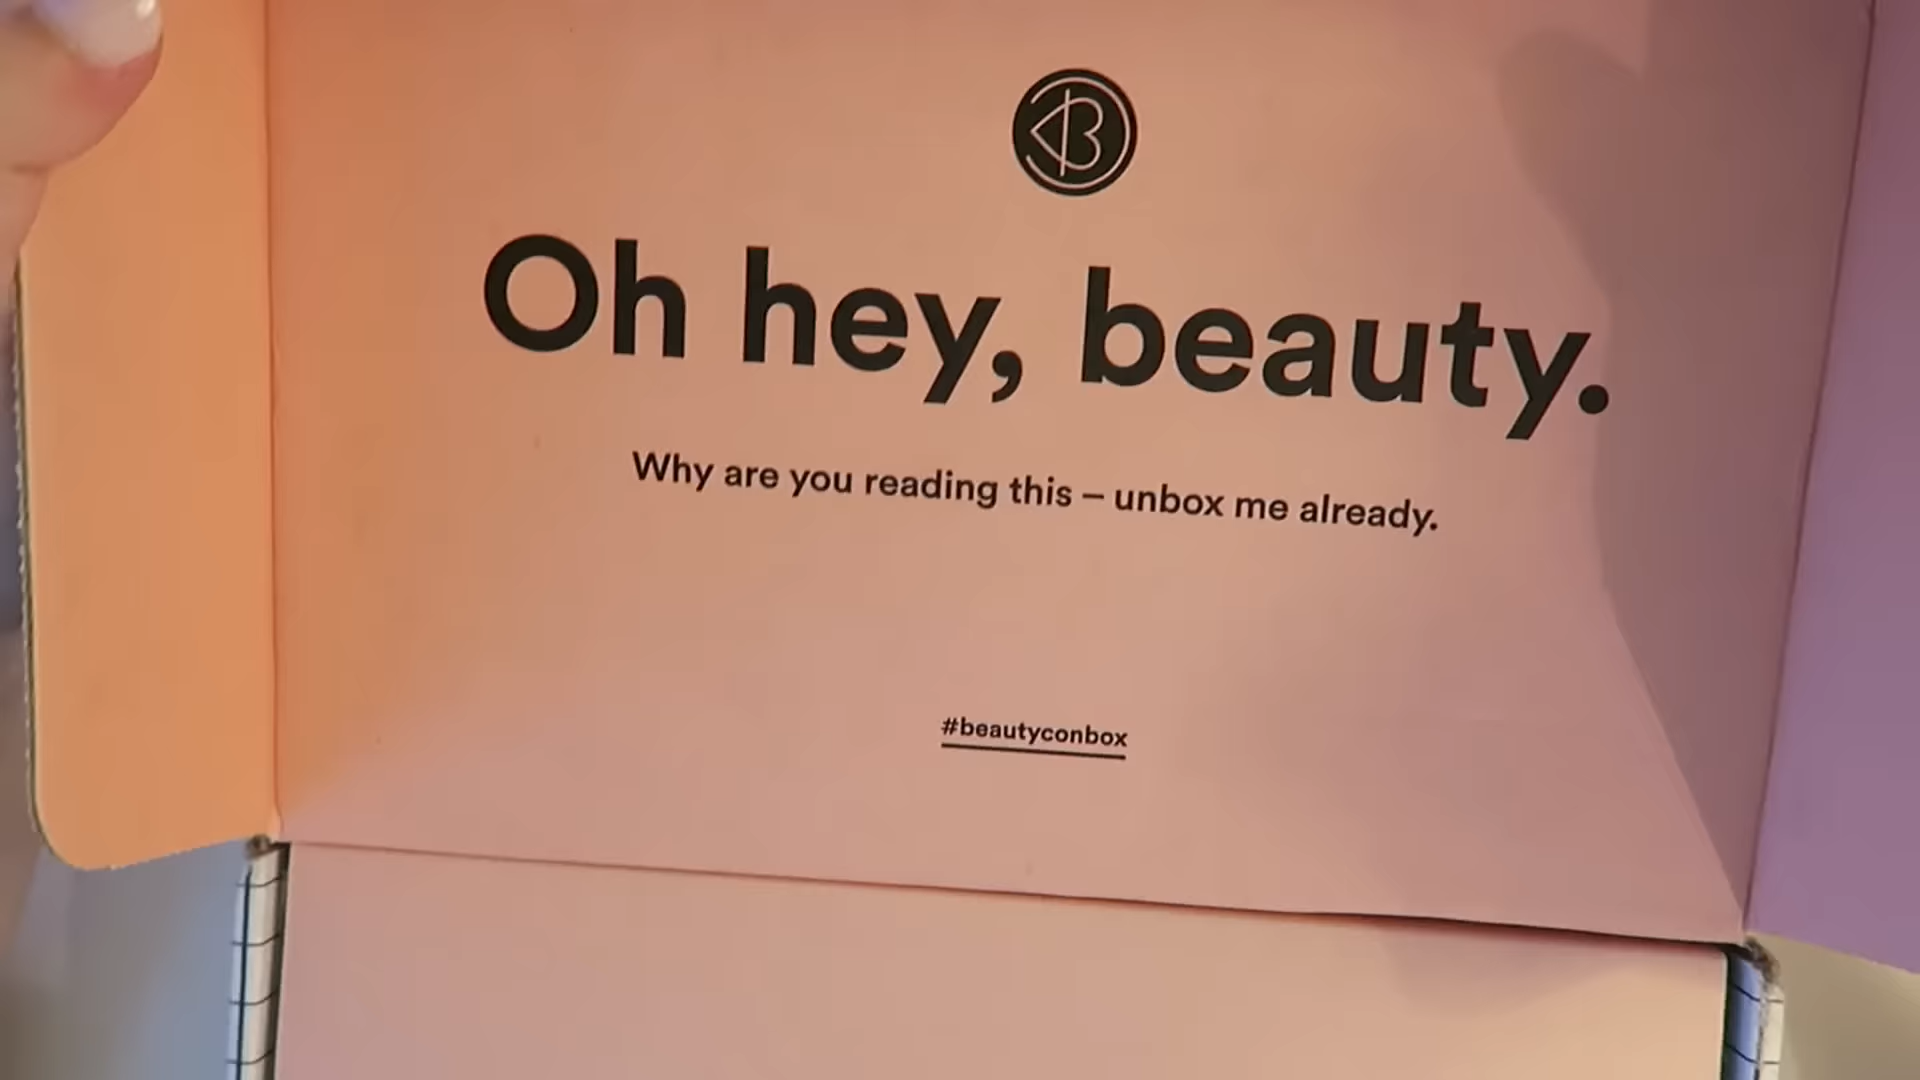 Oh hey, beauty.
Why are you reading this – unbox me already.
#beautyconbox